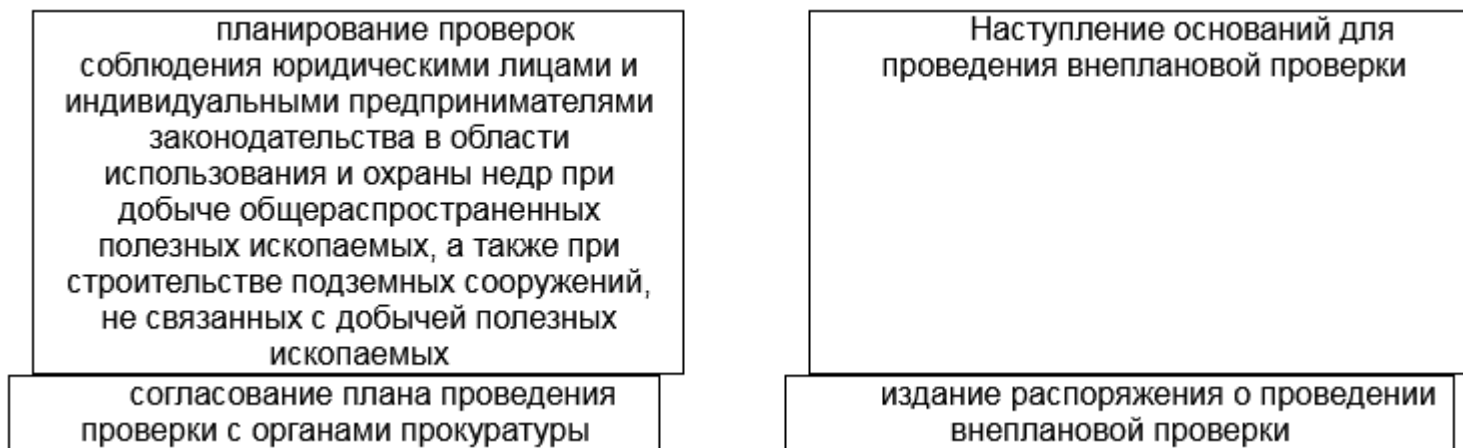 планирование проверок
соблюдения юридическими лицами и
индивидуальными предпринимателями
законодательства в области
использования и охраны недр при
добыче общераспространенных
полезных ископаемых, а также при
строительстве подземных сооружений,
не связанных с добычей полезных
ископаемых
Наступление оснований для
проведения внеплановой проверки
согласование плана проведения
проверки с органами прокуратуры
издание распоряжения о проведении
внеплановой проверки